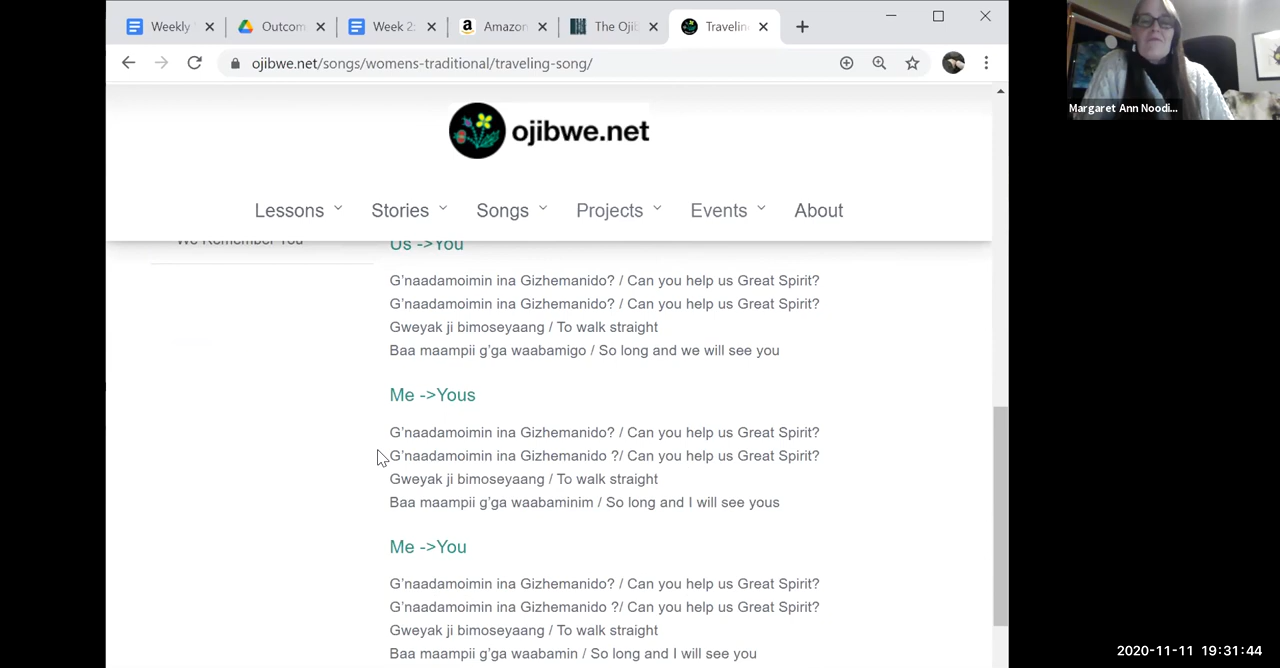 Weekly
Outcom
Week 2:
Amazon
The Ojib
Travelin
ojibwe.net/songs/womens-traditional/traveling-song/
Margaret Ann Noodi...
ojibwe.net
Lessons
Stories
Songs
Projects
Events
About
We Remember You
Us ->You
G'naadamoimin ina Gizhemanido? / Can you help us Great Spirit?
G'naadamoimin ina Gizhemanido? / Can you help us Great Spirit?
Gweyak ji bimoseyaang / To walk straight
Baa maampii g'ga waabamigo / So long and we will see you
Me ->Yous
G'naadamoimin ina Gizhemanido? / Can you help us Great Spirit?
G'naadamoimin ina Gizhemanido ?/ Can you help us Great Spirit?
Gweyak ji bimoseyaang / To walk straight
Baa maampii g'ga waabaminim / So long and I will see yous
Me ->You
G'naadamoimin ina Gizhemanido? / Can you help us Great Spirit?
G'naadamoimin ina Gizhemanido ?/ Can you help us Great Spirit?
Gweyak ji bimoseyaang / To walk straight
Baa maampii g'ga waabamin / So long and I will see you
2020-11-11 19:31:44